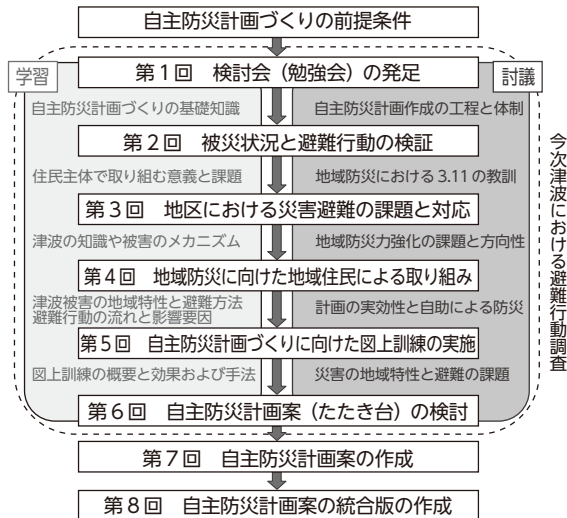 自主防災計画づくりの前提条件
学習
討議
第1回 検討会（勉強会）の発足
自主防災計画づくりの基礎知識
自主防災計画作成の工程と体制
第2回 被災状況と避難行動の検証
住民主体で取り組む意義と課題
地域防災における3.11の教訓
第3回 地区における災害避難の課題と対応
津波の知識や被害のメカニズム
地域防災力強化の課題と方向性
第4回 地域防災に向けた地域住民による取り組み
津波被害の地域特性と避難方法
避難行動の流れと影響要因
計画の実効性と自助による防災
第5回 自主防災計画づくりに向けた図上訓練の実施
図上訓練の概要と効果および手法
災害の地域特性と避難の課題
第6回 自主防災計画案（たたき台）の検討
第7回 自主防災計画案の作成
第8回 自主防災計画案の統合版の作成
今次津波における避難行動調査